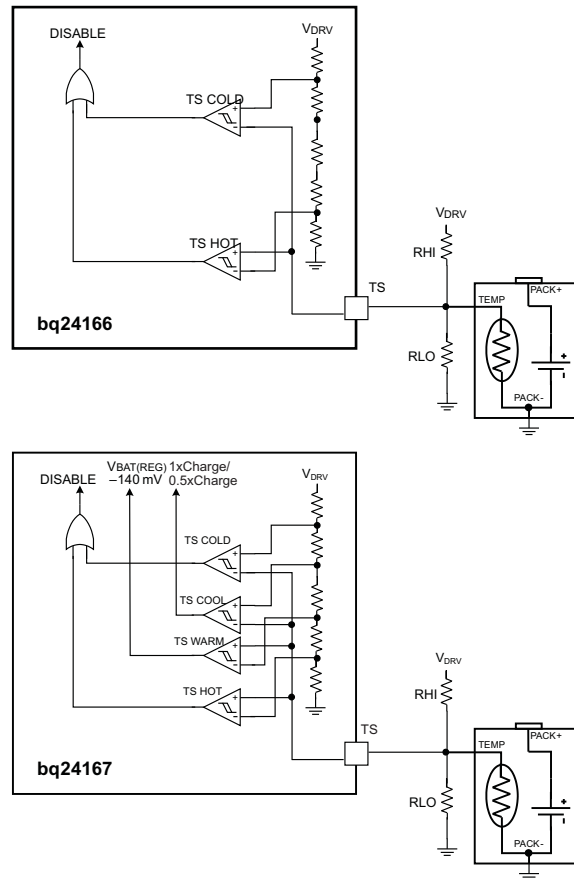 DISABLE
VDRV
TS COLD
TS HOT
VDRV
TS
RHI
PACK+
TEMP
RLO
+
PACK-
bq24166
+
-
+
-
DISABLE
VBAT(REG)
–140 mV
1xCharge/
0.5xCharge
VDRV
TS COLD
TS COOL
TS WARM
TS HOT
VDRV
TS
RHI
PACK+
TEMP
RLO
+
PACK-
bq24167
+
-
+
-
+
-
+
-